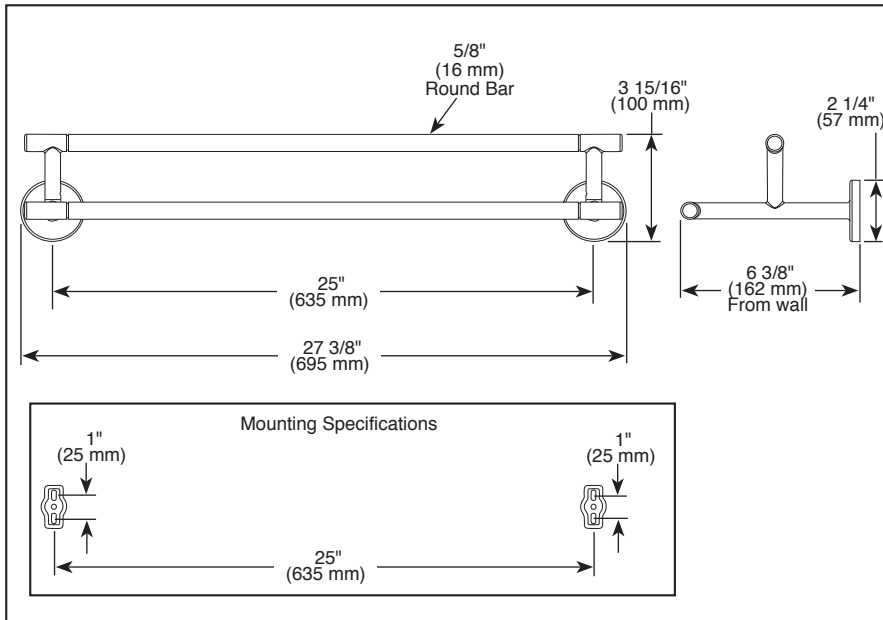 5/8"
(16 mm)
Round Bar
3 15/16"
(100 mm)
2 1/4"
(57 mm)
25"
(635 mm)
6 3/8"
(162 mm)
From wall
27 3/8"
(695 mm)
Mounting Specifications
1"
(25 mm)
1"
(25 mm)
25"
(635 mm)